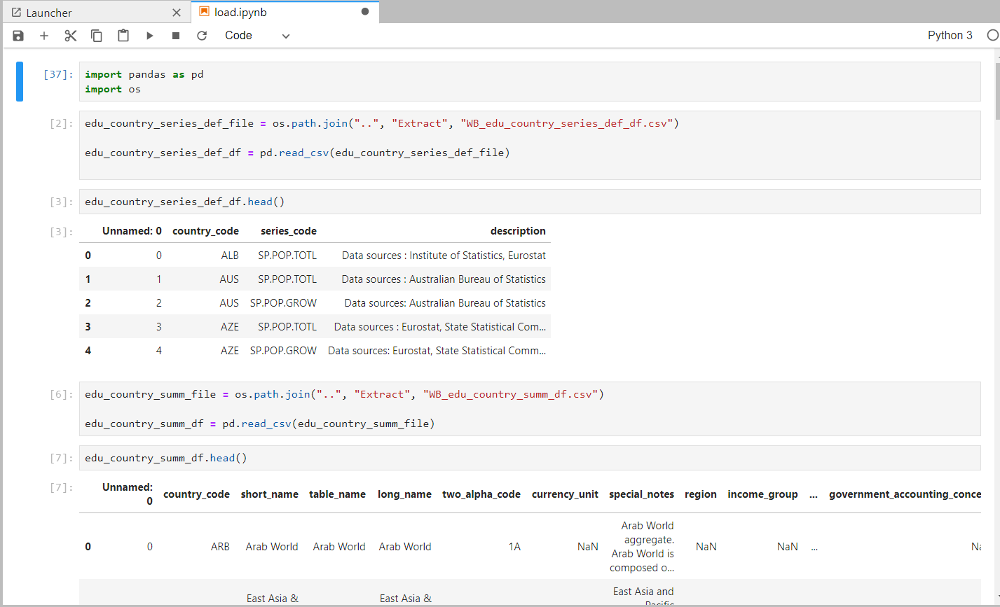 Launcher
load.ipynb
Code
Python 3
[37]:
import pandas as pd
import os
[2]:
edu_country_series_def_file = os.path.join("..", "Extract", "WB_edu_country_series_def_df.csv")
edu_country_series_def_df = pd.read_csv(edu_country_series_def_file)
[3]:
edu_country_series_def_df.head()
[3]:
Unnamed: 0 country_code series_code description
0 0 ALB SP.POP.TOTL Data sources : Institute of Statistics, Eurostat
1 1 AUS SP.POP.TOTL Data sources : Australian Bureau of Statistics
2 2 AUS SP.POP.GROW Data sources: Australian Bureau of Statistics
3 3 AZE SP.POP.TOTL Data sources : Eurostat, State Statistical Com...
4 4 AZE SP.POP.GROW Data sources: Eurostat, State Statistical Comm...
[6]:
edu_country_summ_file = os.path.join("..", "Extract", "WB_edu_country_summ_df.csv")
edu_country_summ_df = pd.read_csv(edu_country_summ_file)
[7]:
edu_country_summ_df.head()
[7]:
Unnamed:
0 country_code short_name table_name long_name two_alpha_code currency_unit special_notes region income_group ... government_accounting_conce
Arab World
aggregate.
0 0 ARB Arab World Arab World Arab World 1A NaN Arab World is NaN NaN ... Na
composed o...
East Asia & East Asia & East Asia and
Pacific